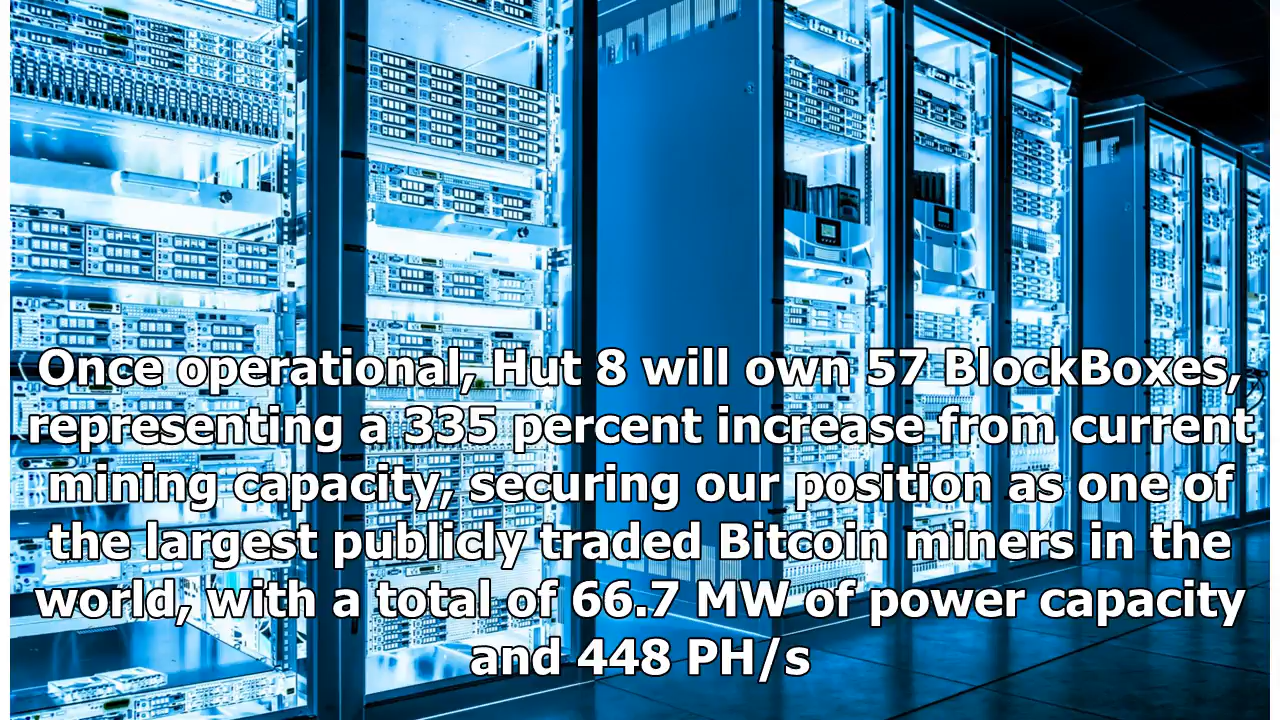 Once operational, Hut 8 will own 57 BlockBoxes,
representing a 335 percent increase from current
mining capacity, securing our position as one of
the largest publicly traded Bitcoin miners in the
world, with a total of 66.7 MW of power capacity
and 448 PH/s